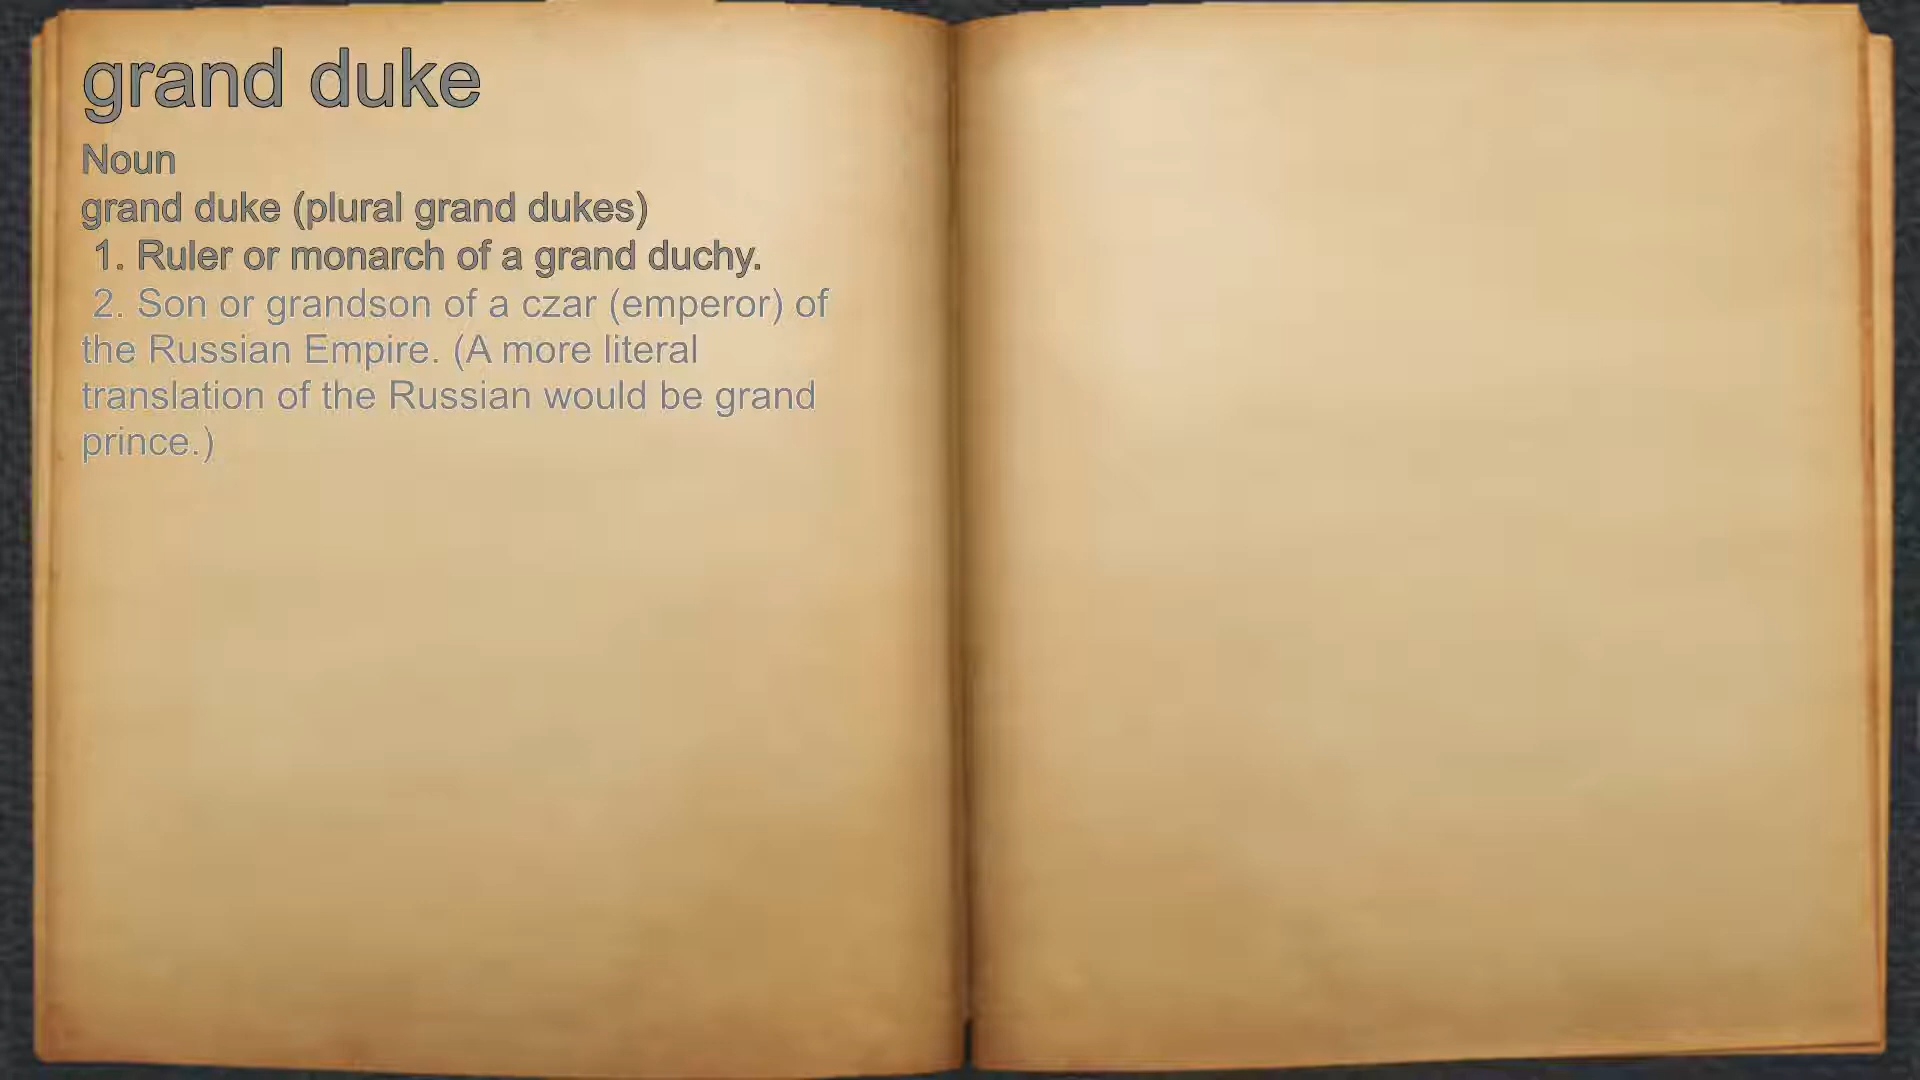 grand duke
Noun
grand duke (plural grand dukes)
1. Ruler or monarch of a grand duchy.
2. Son or grandson of a czar (emperor) of
the Russian Empire. (A more literal
translation of the Russian would be grand
prince.)